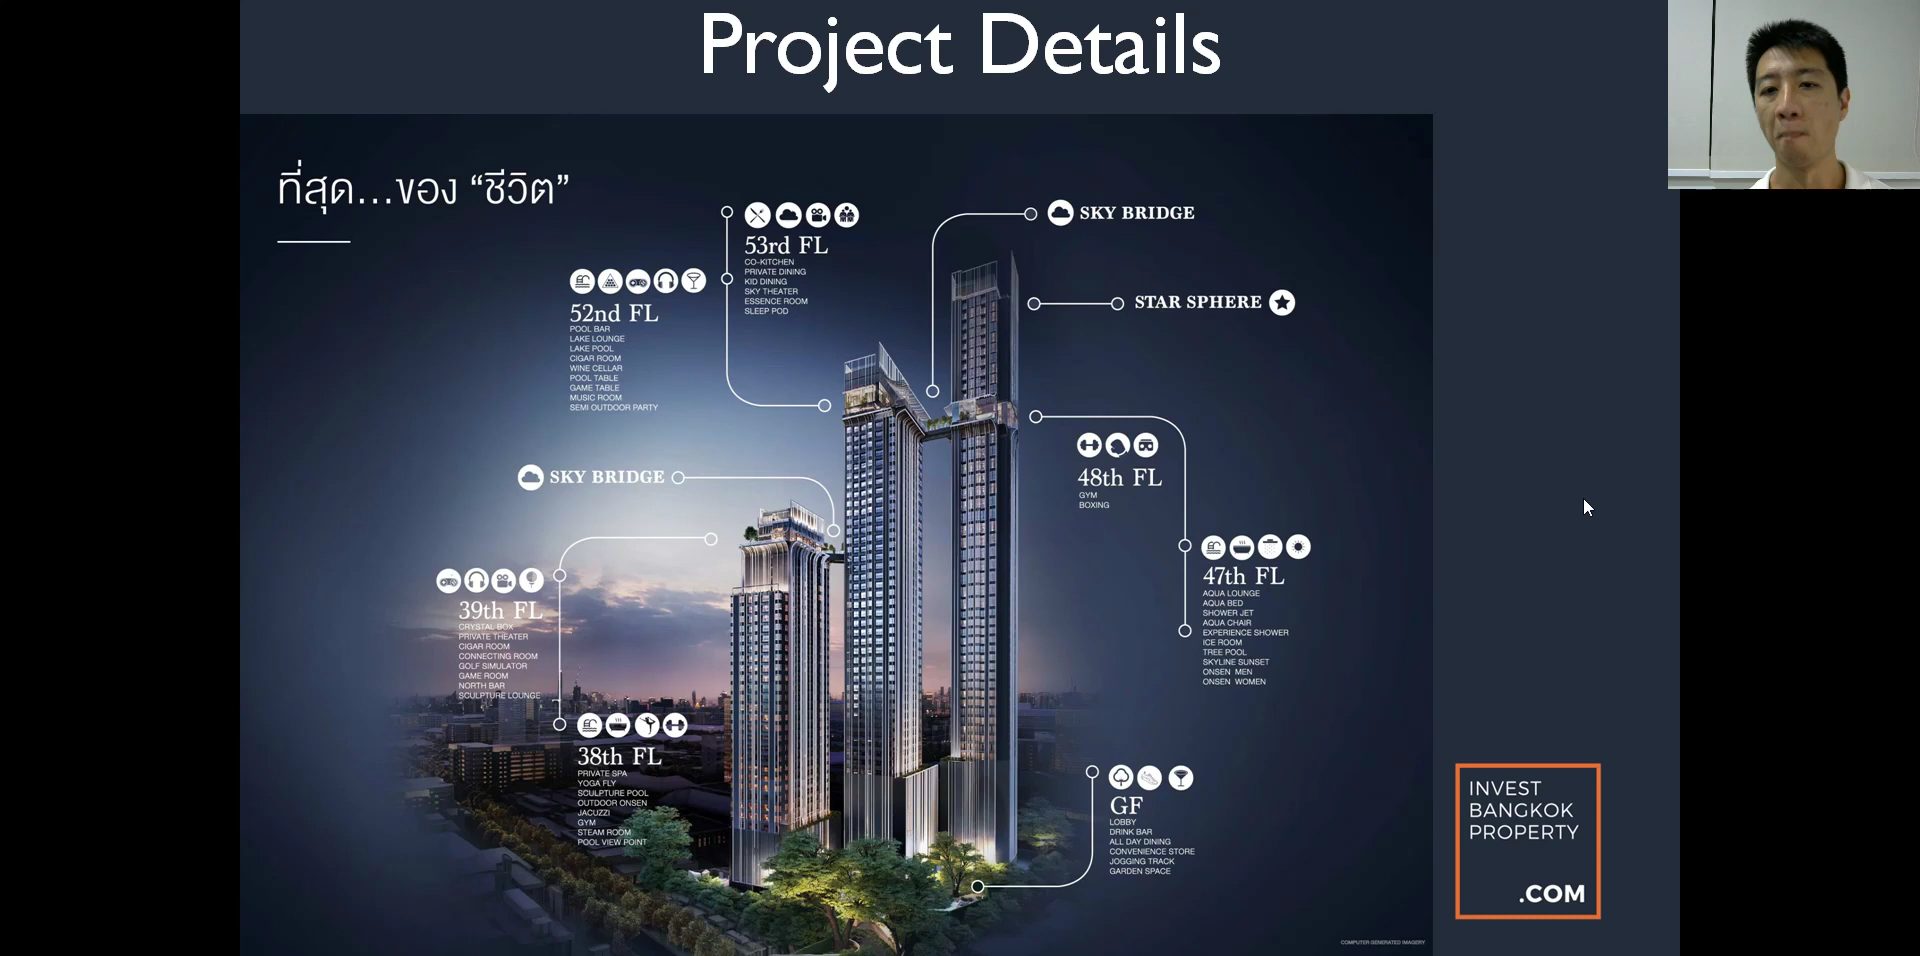 Project Details
ที่สุด...ของ “ชีวิต”
53rd FL
CO-KITCHEN
PRIVATE DINING
KID DINING
SKY THEATER
ESSENCE ROOM
SLEEP POD
SKY BRIDGE
52nd FL
POOL BAR
LAKE LOUNGE
LAKE POOL
CIGAR ROOM
WINE CELLAR
POOL TABLE
GAME TABLE
MUSIC ROOM
SEMI OUTDOOR PARTY
STAR SPHERE
SKY BRIDGE
48th FL
GYM
BOXING
47th FL
AQUA LOUNGE
AQUA BED
SHOWER JET
AQUA CHAIR
EXPERIENCE SHOWER
ICE ROOM
TREE POOL
SKYLINE SUNSET
ONSEN MEN
ONSEN WOMEN
39th FL
CRYSTAL BOX
PRIVATE THEATER
CIGAR ROOM
CONNECTING ROOM
GOLF SIMULATOR
GAME ROOM
NORTH BAR
SCULPTURE LOUNGE
38th FL
PRIVATE SPA
YOGA FLY
SCULPTURE POOL
OUTDOOR ONSEN
JACUZZI
GYM
STEAM ROOM
POOL VIEW POINT
GF
LOBBY
DRINK BAR
ALL DAY DINING
CONVENIENCE STORE
JOGGING TRACK
GARDEN SPACE
INVEST
BANGKOK
PROPERTY
.COM
COMPUTER GENERATED IMAGERY